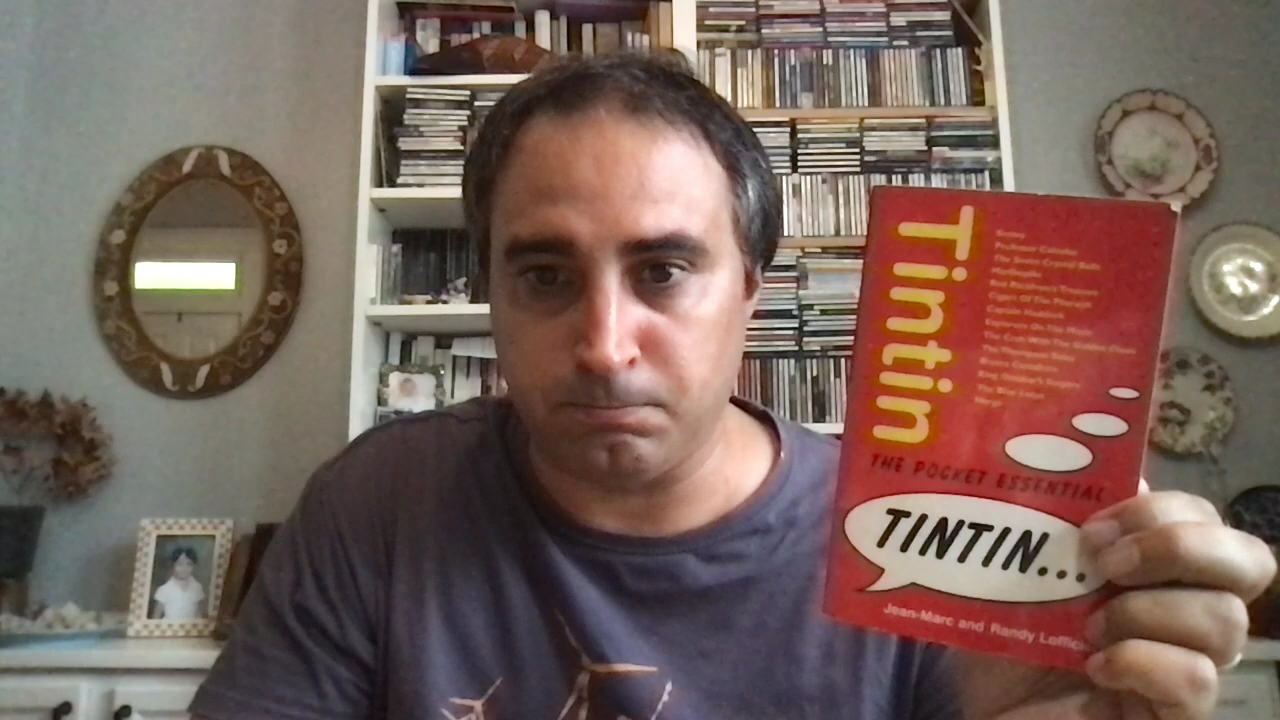 Tintin
Snowy
Professor Calculus
The Seven Crystal Balls
Marlinspike
Red Rackham's Treasure
Cigars Of The Pharaoh
Captain Haddock
Explorers On The Moon
The Crab With The Golden Claws
The Thompson Twins
Bianca Castafiore
King Ottokar's Sceptre
The Blue Lotus
Hergé
THE POCKET ESSENTIAL
TINTIN...
Jean-Marc and Randy